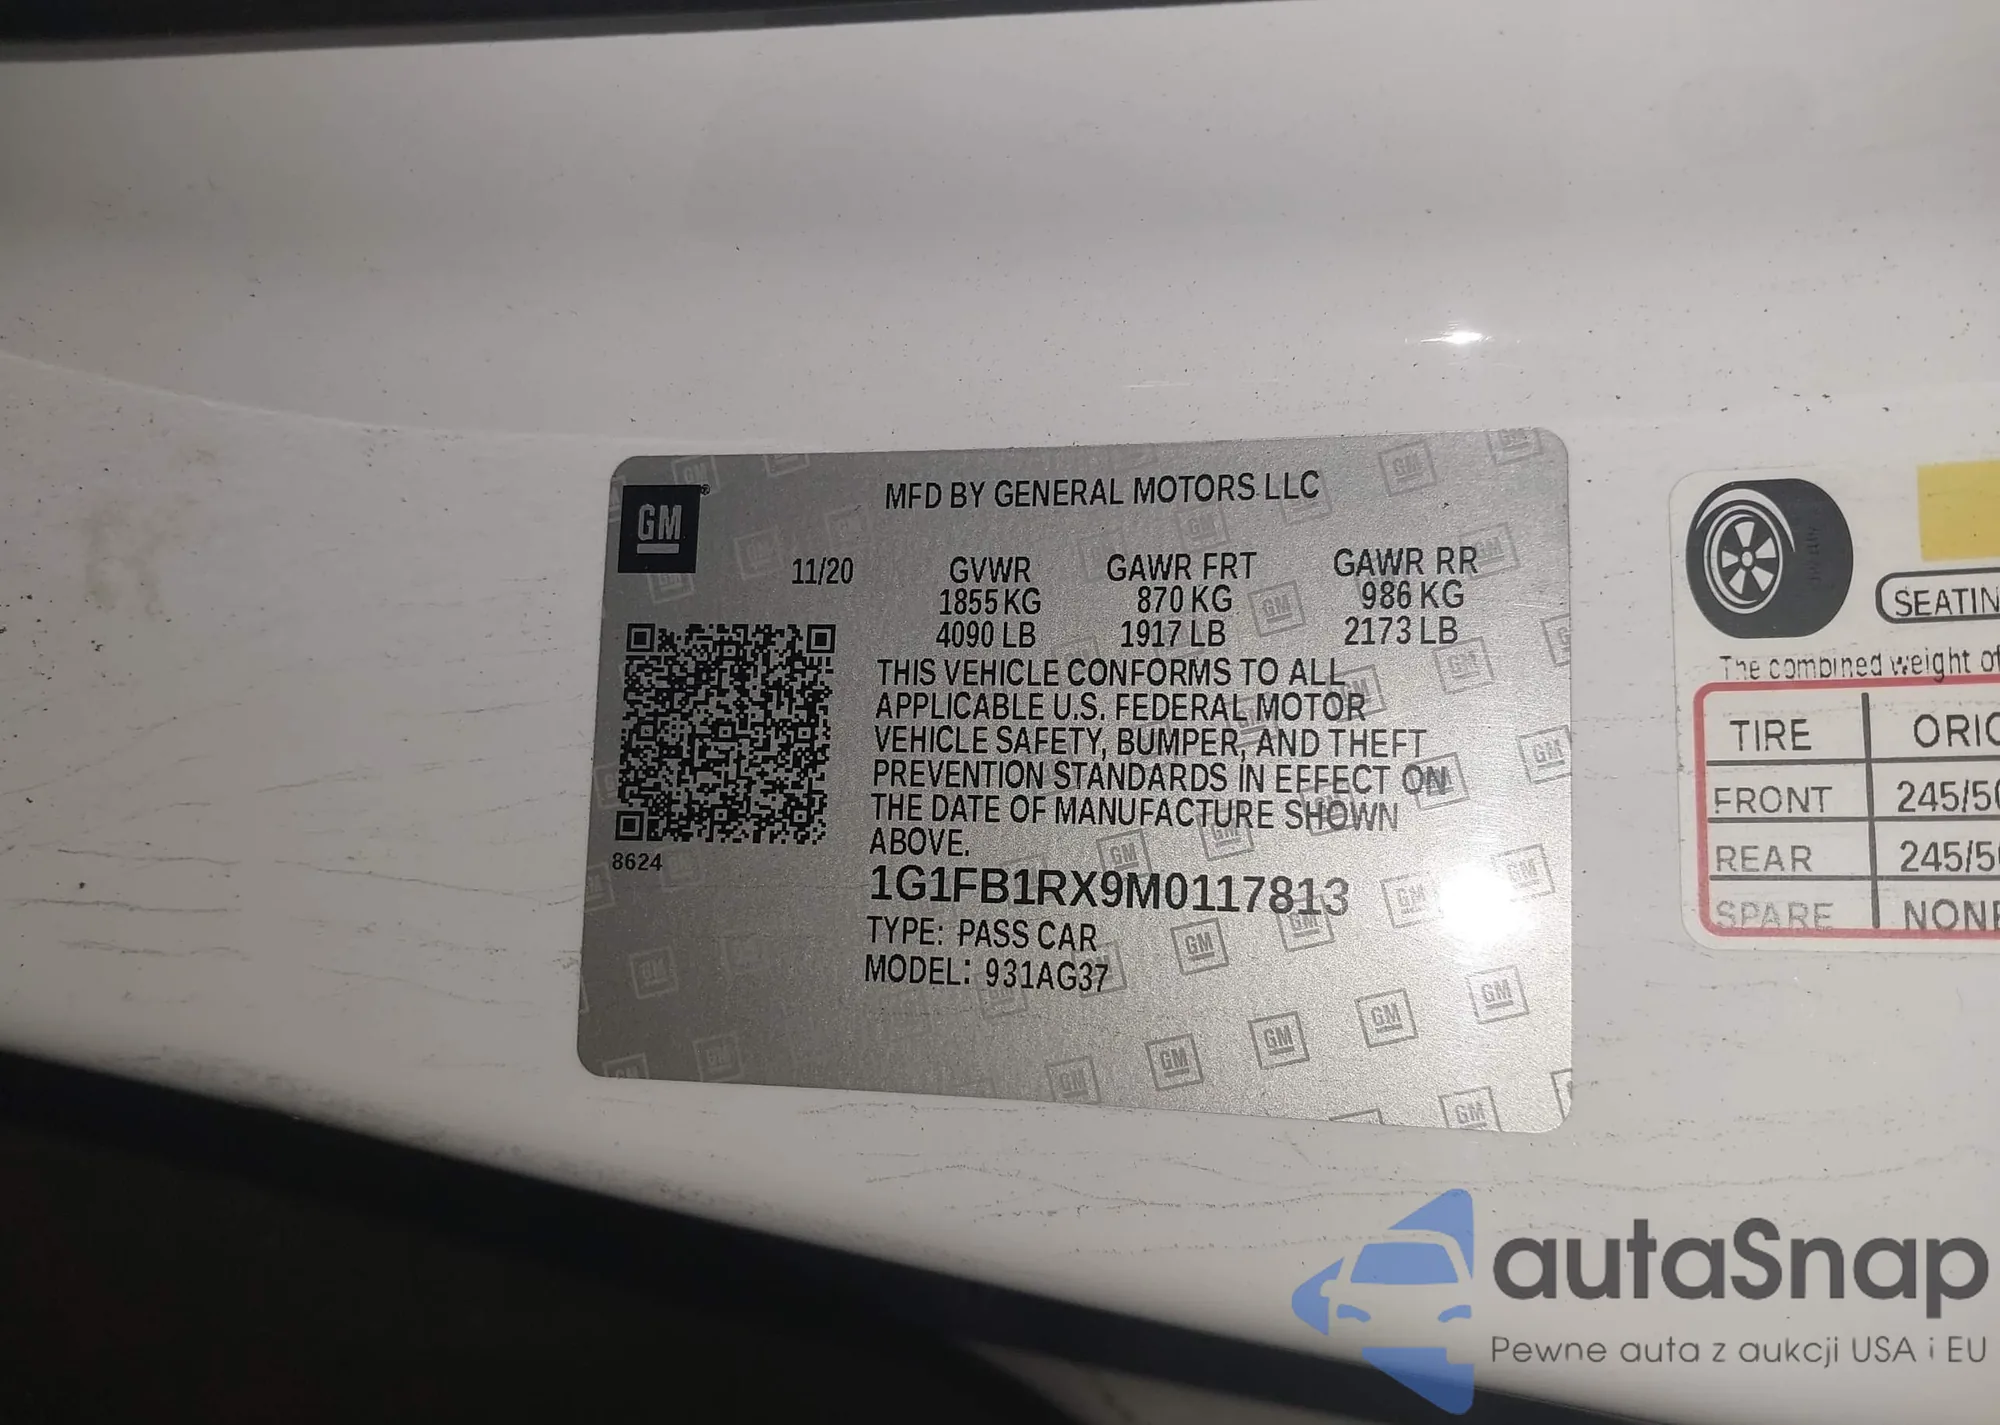 GM
MFD BY GENERAL MOTORS LLC
11/20 GVWR GAWR FRT GAWR RR
1855 KG 870 KG 986 KG
4090 LB 1917 LB 2173 LB
THIS VEHICLE CONFORMS TO ALL
APPLICABLE U.S. FEDERAL MOTOR
VEHICLE SAFETY, BUMPER, AND THEFT
PREVENTION STANDARDS IN EFFECT ON
THE DATE OF MANUFACTURE SHOWN
ABOVE.
8624
1G1FB1RX9M0117813
TYPE: PASS CAR
MODEL: 931AG37
SEATIN
The combined weight of
TIRE ORIG
FRONT 245/50
REAR 245/50
SPARE NONE
autaSnap
Pewne auta z aukcji USA i EU